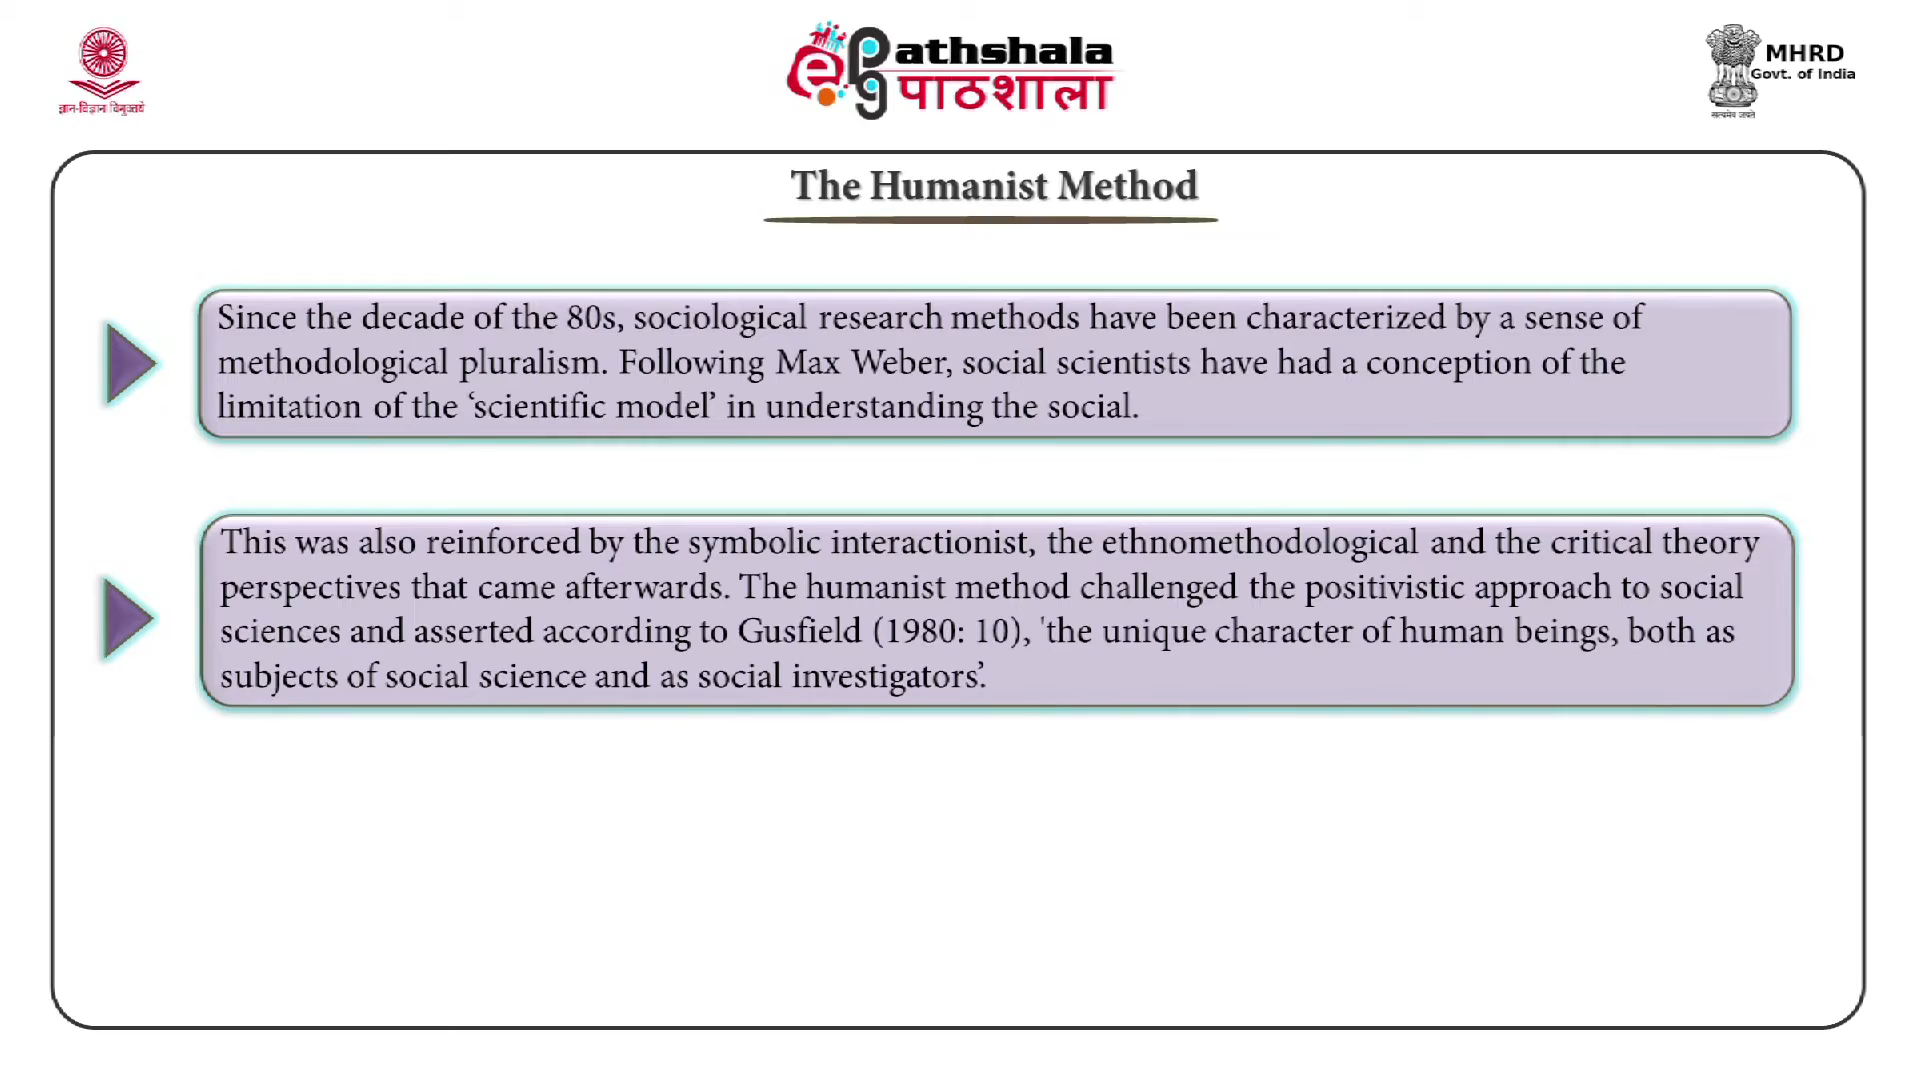 ज्ञान-विज्ञान विमुक्तये
e Pg athshala
पाठशाला
MHRD
Govt. of India
सत्यमेव जयते
The Humanist Method
Since the decade of the 80s, sociological research methods have been characterized by a sense of
methodological pluralism. Following Max Weber, social scientists have had a conception of the
limitation of the ‘scientific model’ in understanding the social.
This was also reinforced by the symbolic interactionist, the ethnomethodological and the critical theory
perspectives that came afterwards. The humanist method challenged the positivistic approach to social
sciences and asserted according to Gusfield (1980: 10), 'the unique character of human beings, both as
subjects of social science and as social investigators’.